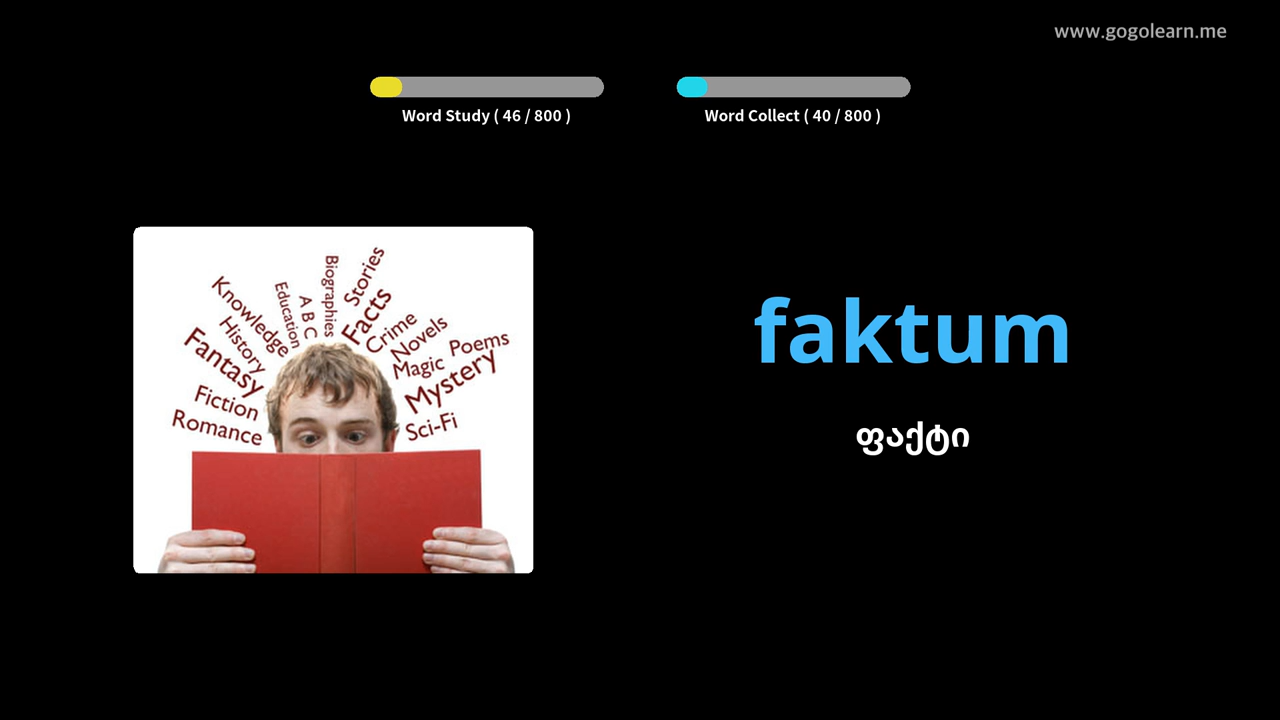 www.gogolearn.me
Word Study ( 46 / 800 )
Word Collect ( 40 / 800 )
Knowledge
History
Fantasy
Fiction
Romance
Education
A B C
Biographies
Stories
Facts
Crime
Novels
Magic
Poems
Mystery
Sci-Fi
faktum
ფაქტი